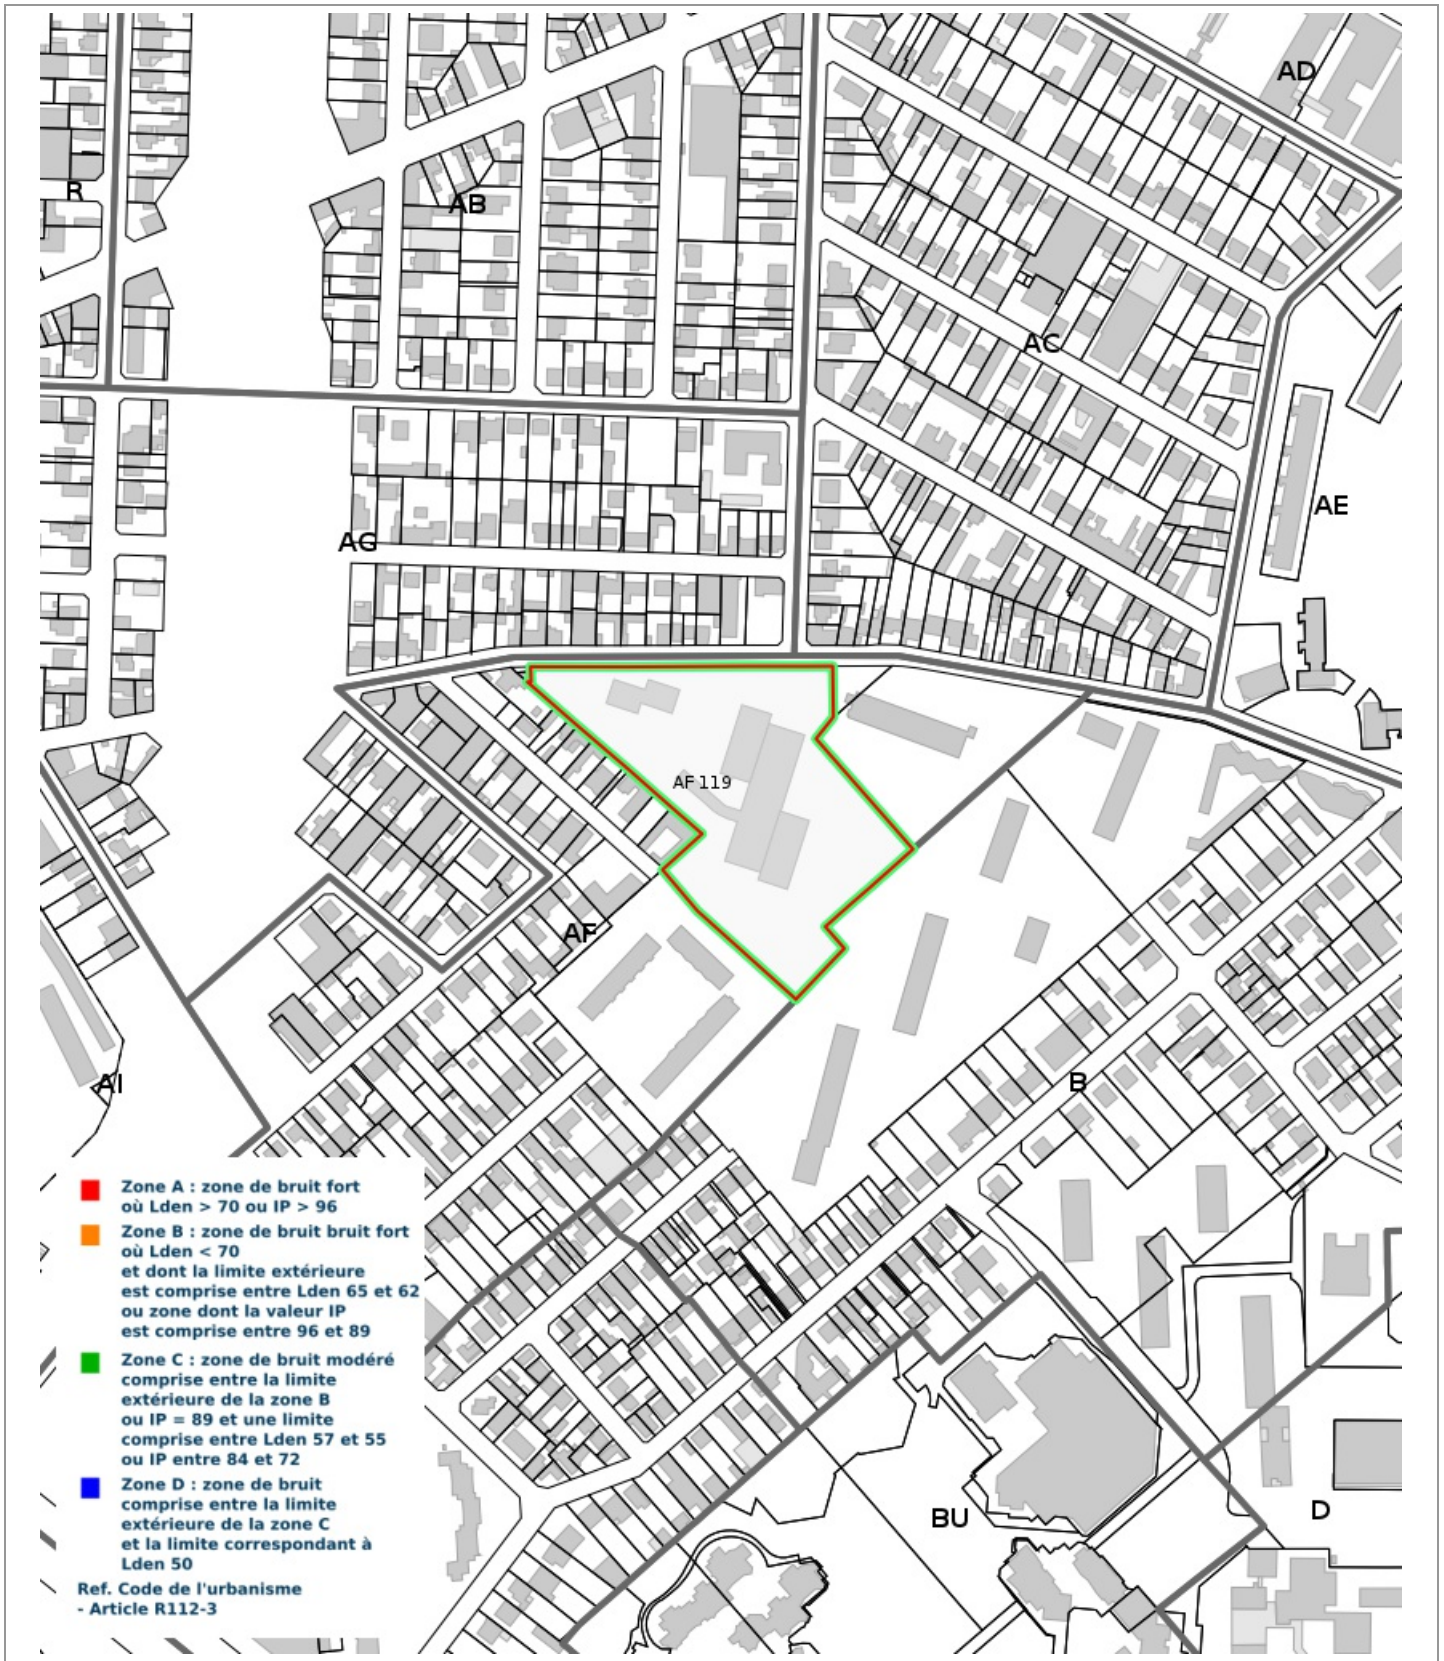 AD
R
AB
AC
AE
AG
AF 119
AF
AI
B
Zone A : zone de bruit fort
où Lden > 70 ou IP > 96
Zone B : zone de bruit bruit fort
où Lden < 70
et dont la limite extérieure
est comprise entre Lden 65 et 62
ou zone dont la valeur IP
est comprise entre 96 et 89
Zone C : zone de bruit modéré
comprise entre la limite
extérieure de la zone B
ou IP = 89 et une limite
comprise entre Lden 57 et 55
ou IP entre 84 et 72
Zone D : zone de bruit
comprise entre la limite
extérieure de la zone C
et la limite correspondant à
Lden 50
Ref. Code de l'urbanisme
- Article R112-3
BU
D